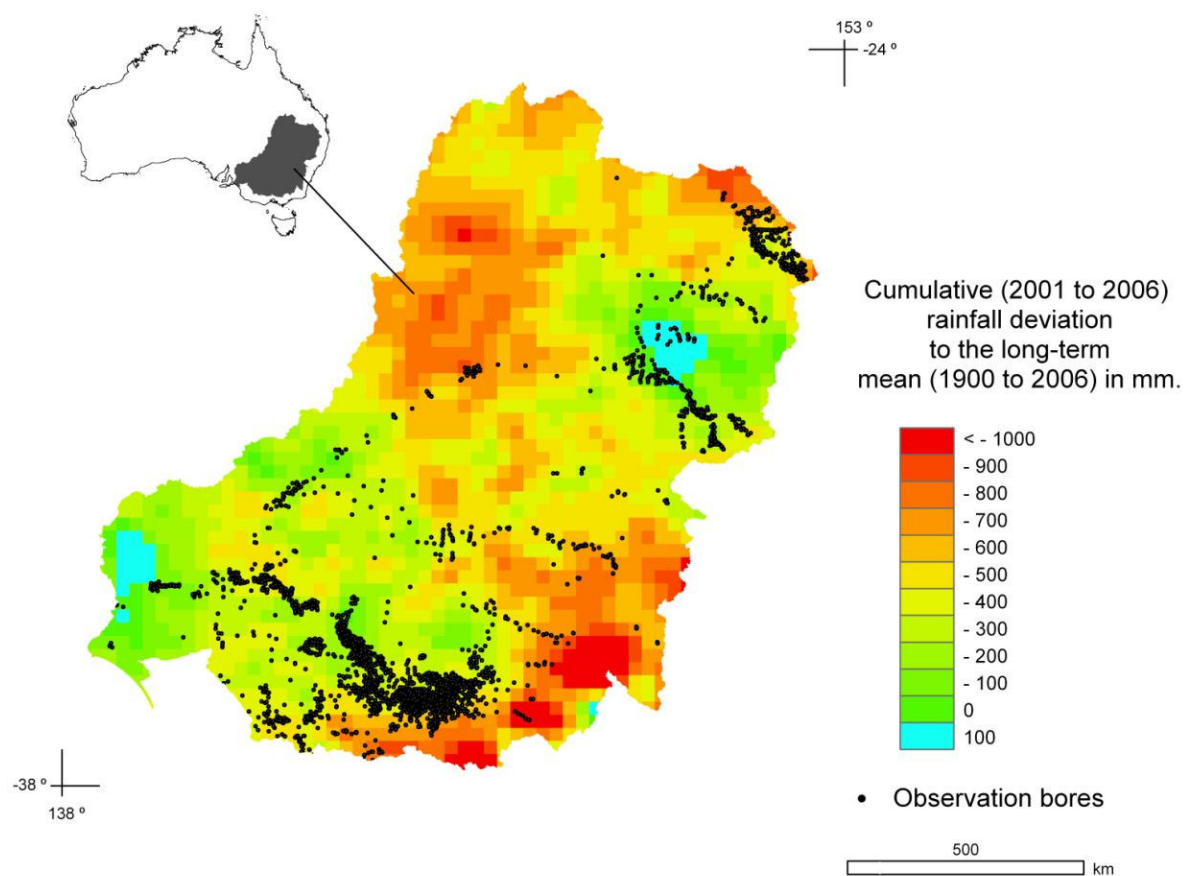 153 º
-24 º
Cumulative (2001 to 2006)
rainfall deviation
to the long-term
mean (1900 to 2006) in mm.
< - 1000
- 900
- 800
- 700
- 600
- 500
- 400
- 300
- 200
- 100
0
100
-38 º
138 º
Observation bores
500
km